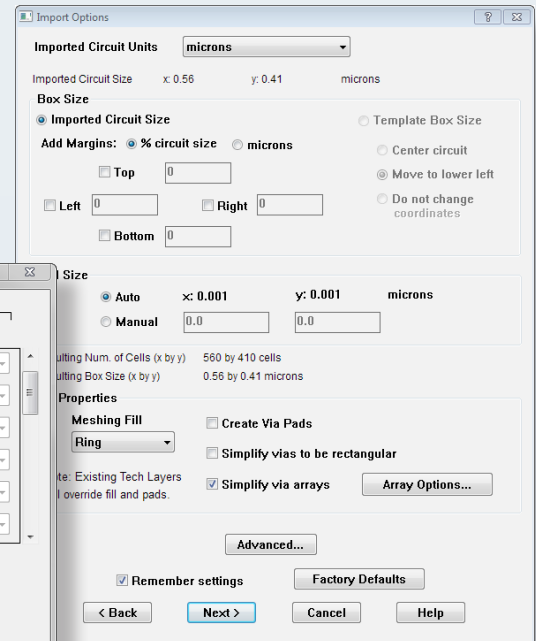 Import Options
Imported Circuit Units microns
Imported Circuit Size x: 0.56 y: 0.41 microns
Box Size
Imported Circuit Size Template Box Size
Add Margins: % circuit size microns Center circuit
Top 0 Move to lower left
Left 0 Right 0 Do not change coordinates
Bottom 0
Size
Auto x: 0.001 y: 0.001 microns
Manual 0.0 0.0
ulting Num. of Cells (x by y) 560 by 410 cells
ulting Box Size (x by y) 0.56 by 0.41 microns
Properties
Meshing Fill Create Via Pads
Ring Simplify vias to be rectangular
te: Existing Tech Layers Simplify via arrays Array Options...
l override fill and pads.
Advanced...
Remember settings Factory Defaults
< Back Next > Cancel Help